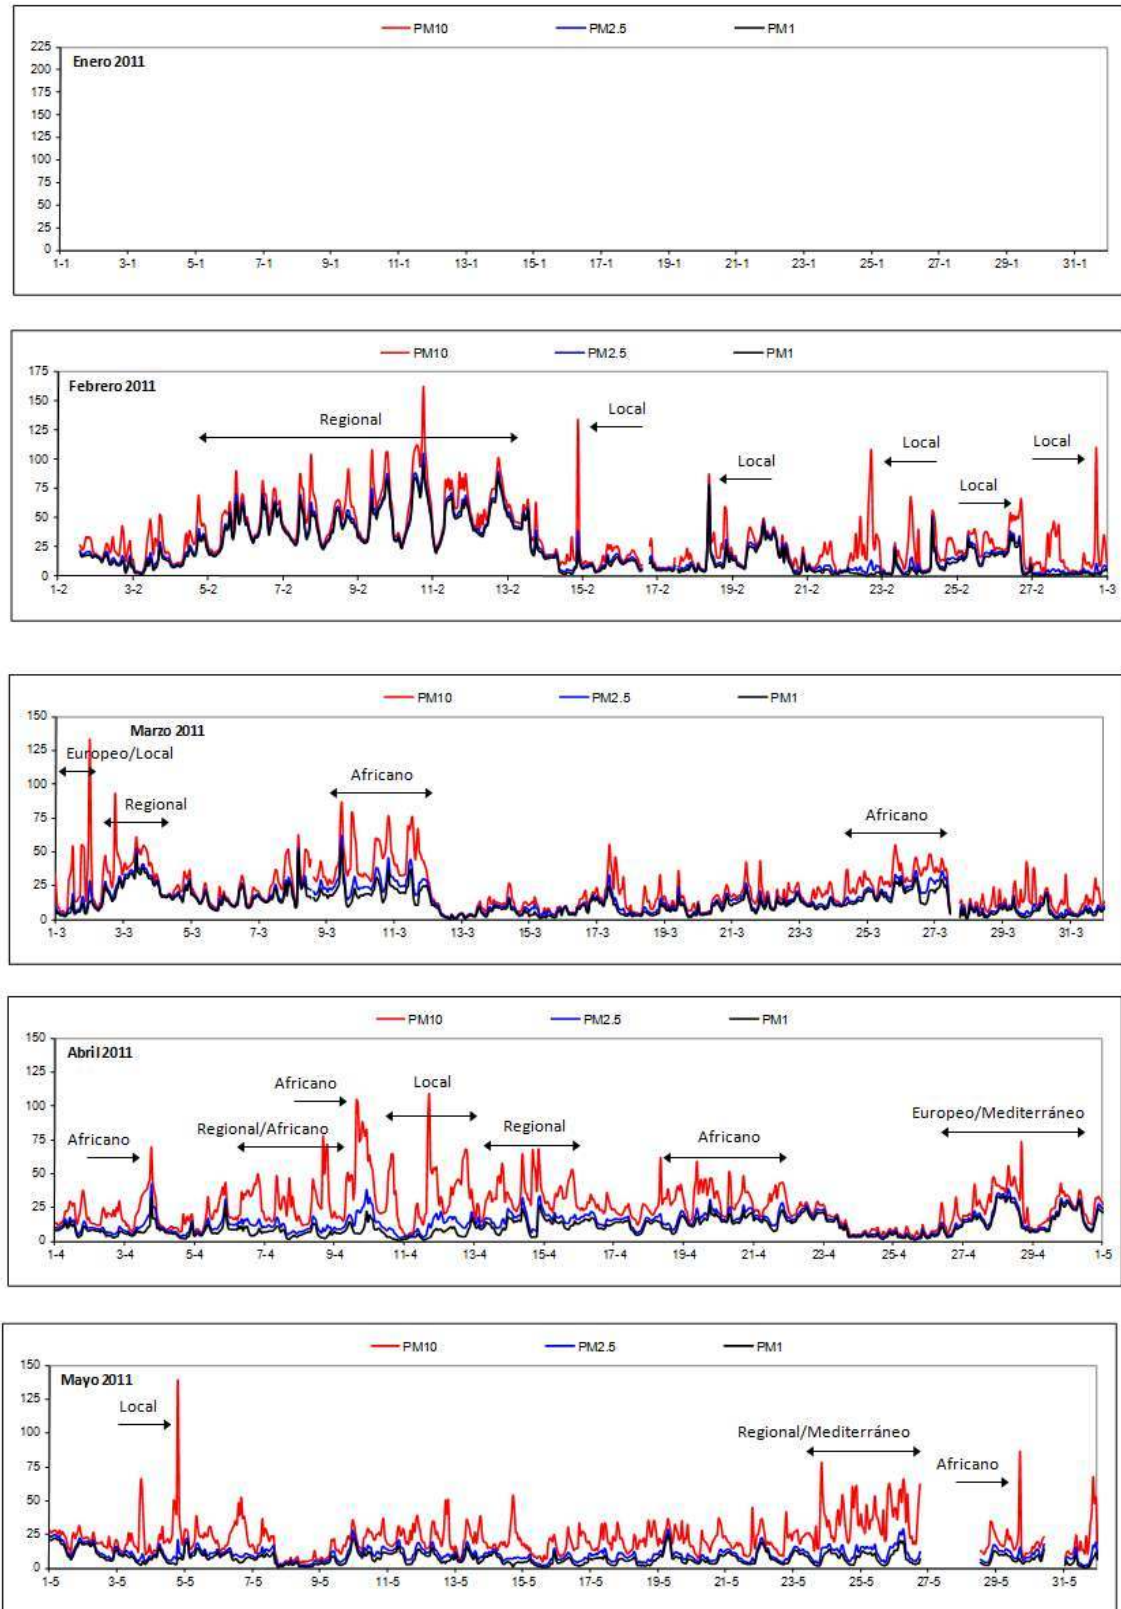 PM10 PM2.5 PM1
Enero 2011
225
200
175
150
125
100
75
50
25
0
1-1 3-1 5-1 7-1 9-1 11-1 13-1 15-1 17-1 19-1 21-1 23-1 25-1 27-1 29-1 31-1
PM10 PM2.5 PM1
Febrero 2011
175
150
125
100
75
50
25
0
Regional
Local
Local
Local
Local
Local
1-2 3-2 5-2 7-2 9-2 11-2 13-2 15-2 17-2 19-2 21-2 23-2 25-2 27-2 1-3
PM10 PM2.5 PM1
Marzo 2011
150
125
100
75
50
25
0
Europeo/Local
Regional
Africano
Africano
1-3 3-3 5-3 7-3 9-3 11-3 13-3 15-3 17-3 19-3 21-3 23-3 25-3 27-3 29-3 31-3
PM10 PM2.5 PM1
Abril 2011
150
125
100
75
50
25
0
Africano
Regional/Africano
Africano
Local
Regional
Africano
Europeo/Mediterráneo
1-4 3-4 5-4 7-4 9-4 11-4 13-4 15-4 17-4 19-4 21-4 23-4 25-4 27-4 29-4 1-5
PM10 PM2.5 PM1
Mayo 2011
150
125
100
75
50
25
0
Local
Regional/Mediterráneo
Africano
1-5 3-5 5-5 7-5 9-5 11-5 13-5 15-5 17-5 19-5 21-5 23-5 25-5 27-5 29-5 31-5